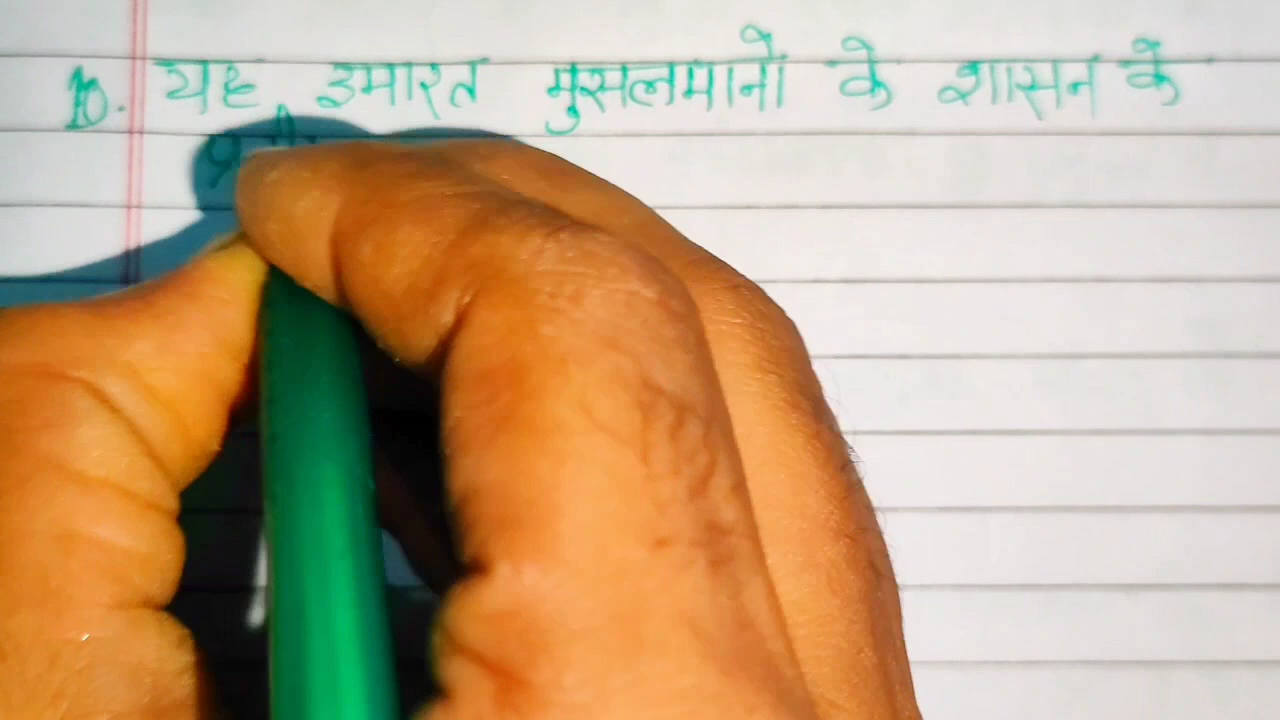 10. यह इमारत मुसलमानों के शासन के